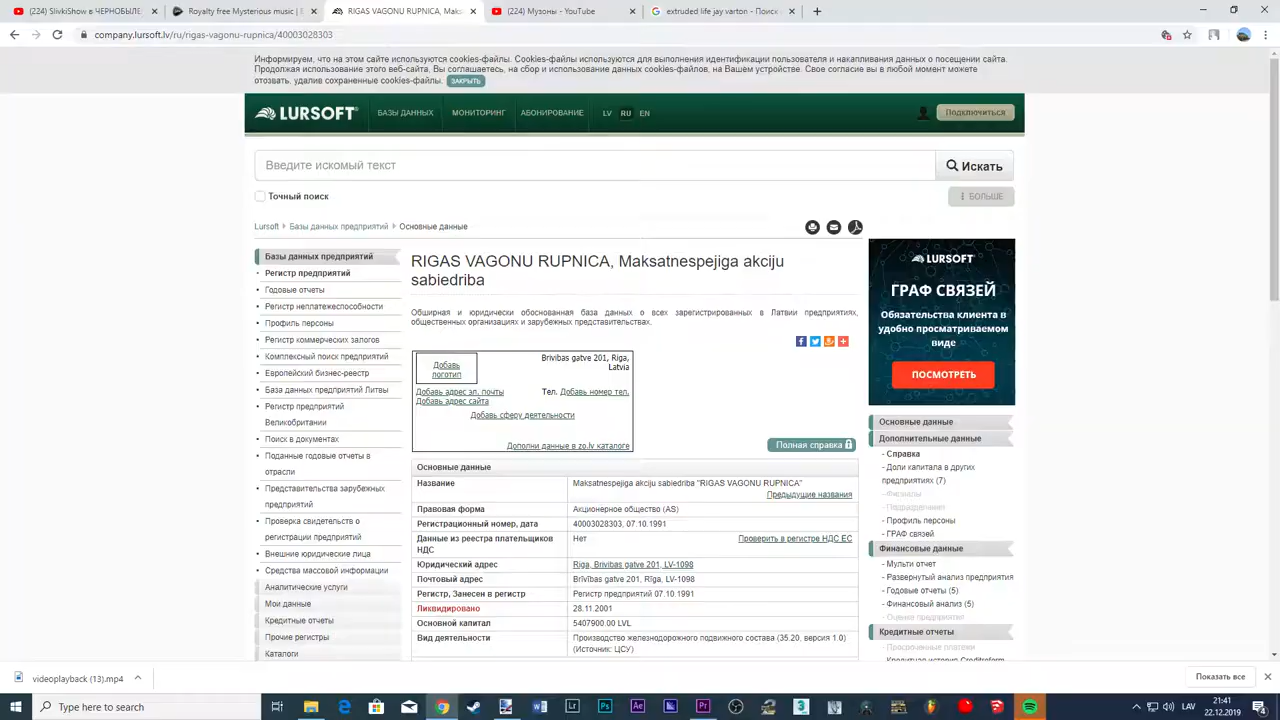 (224) SlivkiShow в ЧЕРНОБЫЛЕ
Royalty free Mysterious music | E
RIGAS VAGONU RUPNICA, Maks
(224) Музоны - YouTube
extruded life jay varton - Поиск
company.lursoft.lv/ru/rigas-vagonu-rupnica/40003028303
Информируем, что на этом сайте используются cookies-файлы. Cookies-файлы используются для выполнения идентификации пользователя и накапливания данных о посещении сайта.
Продолжая использование этого веб-сайта, Вы соглашаетесь, на сбор и использование данных cookies-файлов, на Вашем устройстве. Свое согласие вы в любой момент можете
отозвать, удалив сохраненные cookies-файлы. ЗАКРЫТЬ
LURSOFT
БАЗЫ ДАННЫХ
МОНИТОРИНГ
АБОНИРОВАНИЕ
LV RU EN
Подключиться
Введите искомый текст
Искать
Точный поиск
БОЛЬШЕ
Lursoft Базы данных предприятий Основные данные
Базы данных предприятий
Регистр предприятий
Годовые отчеты
Регистр неплатежеспособности
Профиль персоны
Регистр коммерческих залогов
Комплексный поиск предприятий
Европейский бизнес-реестр
База данных предприятий Литвы
Регистр предприятий
Великобритании
Поиск в документах
Поданные годовые отчеты в
отрасли
Представительства зарубежных
предприятий
Проверка свидетельств о
регистрации предприятий
Внешние юридические лица
Средства массовой информации
Аналитические услуги
Мои данные
Кредитные отчеты
Прочие регистры
Каталоги
RIGAS VAGONU RUPNICA, Maksatnespejiga akciju
sabiedriba
Обширная и юридически обоснованная база данных о всех зарегистрированных в Латвии предприятиях,
общественных организациях и зарубежных представительствах.
Добавь
логотип
Brivibas gatve 201, Riga,
Latvia
Добавь адрес эл. почты
Тел. Добавь номер тел.
Добавь адрес сайта
Добавь сферу деятельности
Дополни данные в zo.lv каталоге
Полная справка
Основные данные
Название Maksatnespejiga akciju sabiedriba "RIGAS VAGONU RUPNICA"
Предыдущие названия
Правовая форма Акционерное общество (AS)
Регистрационный номер, дата 40003028303, 07.10.1991
Данные из реестра плательщиков
НДС
Нет
Проверить в регистре НДС ЕС
Юридический адрес Riga, Brivibas gatve 201, LV-1098
Почтовый адрес Brīvības gatve 201, Rīga, LV-1098
Регистр, Занесен в регистр Регистр предприятий 07.10.1991
Ликвидировано 28.11.2001
Основной капитал 5407900.00 LVL
Вид деятельности Производство железнодорожного подвижного состава (35.20. версия 1.0)
(Источник: ЦСУ)
LURSOFT
ГРАФ СВЯЗЕЙ
Обязательства клиента в
удобно просматриваемом
виде
ПОСМОТРЕТЬ
Основные данные
Дополнительные данные
- Справка
- Доли капитала в других
предприятиях (7)
- Филиалы
- Подразделения
- Профиль персоны
- ГРАФ связей
Финансовые данные
- Мульти отчет
- Развернутый анализ предприятия
- Годовые отчеты (5)
- Финансовый анализ (5)
- Оценка предприятия
Кредитные отчеты
- Просроченные платежи
- Кредитная история Creditreform
videoplayback (13).mp4
Показать все
Type here to search
LAV
21:41
22.12.2019